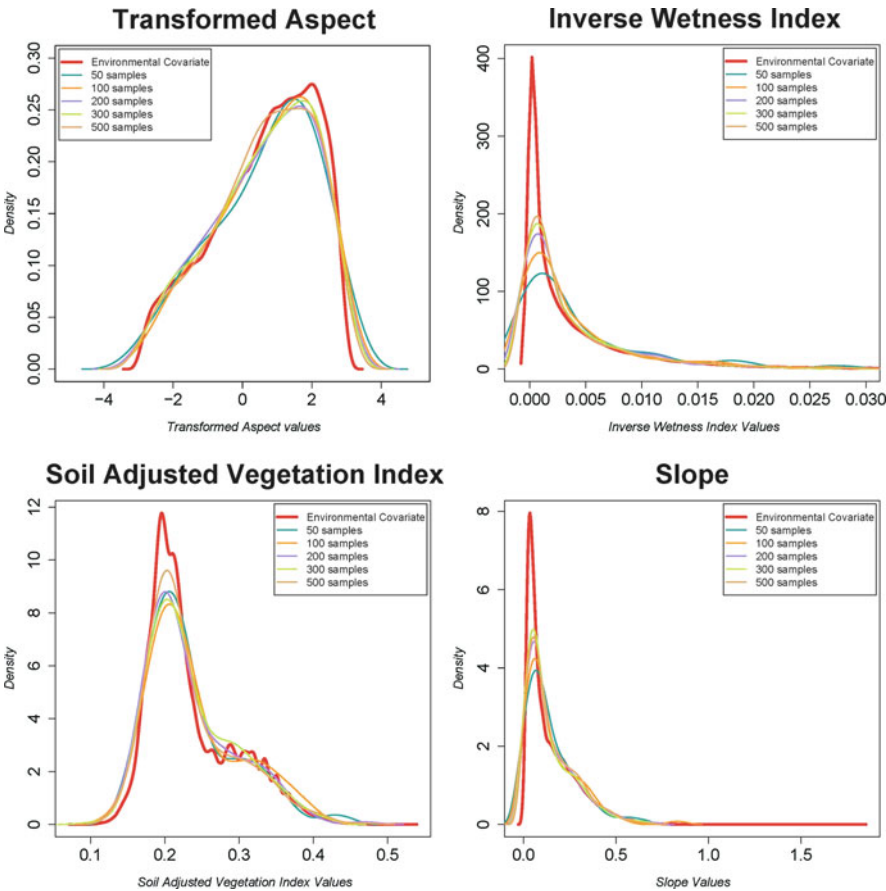 Transformed Aspect
Density
0.30
0.25
0.20
0.15
0.10
0.05
0.00
Environmental Covariate
50 samples
100 samples
200 samples
300 samples
500 samples
−4 −2 0 2 4
Transformed Aspect values
Inverse Wetness Index
Density
400
300
200
100
0
Environmental Covariate
50 samples
100 samples
200 samples
300 samples
500 samples
0.000 0.005 0.010 0.015 0.020 0.025 0.030
Inverse Wetness Index Values
Soil Adjusted Vegetation Index
Density
12
10
8
6
4
2
0
Environmental Covariate
50 samples
100 samples
200 samples
300 samples
500 samples
0.1 0.2 0.3 0.4 0.5
Soil Adjusted Vegetation Index Values
Slope
Density
8
6
4
2
0
Environmental Covariate
50 samples
100 samples
200 samples
300 samples
500 samples
0.0 0.5 1.0 1.5
Slope Values